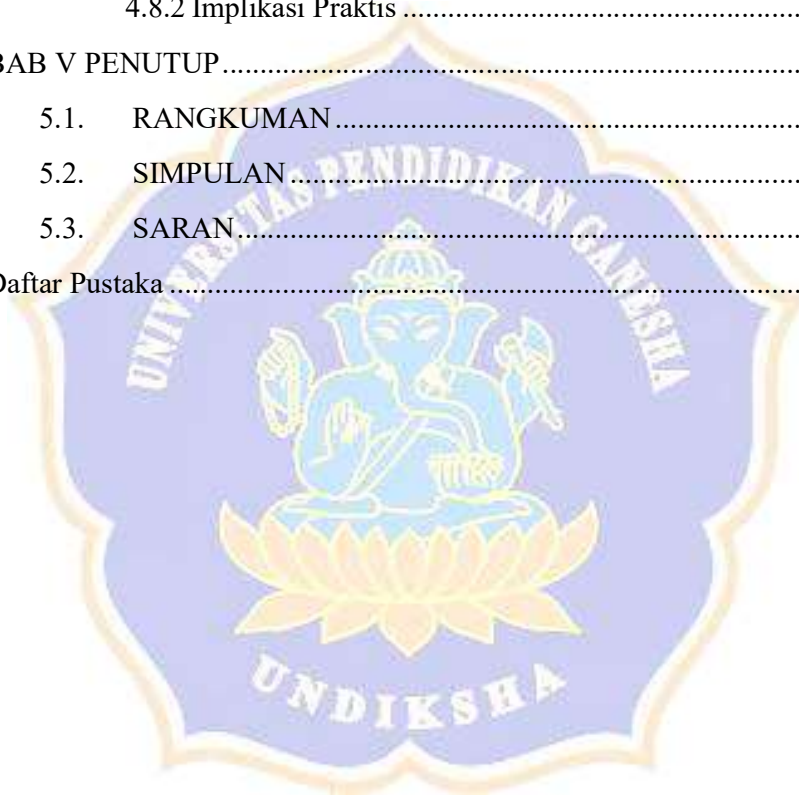 4.8.2 Implikasi Praktis ....................................................
BAB V PENUTUP ...........................................................................
5.1. RANGKUMAN ............................................................
5.2. SIMPULAN ..................................................................
5.3. SARAN .........................................................................
Daftar Pustaka ...............................................................................
UNIVERSITAS PENDIDIKAN GANESHA
UNDIKSHA